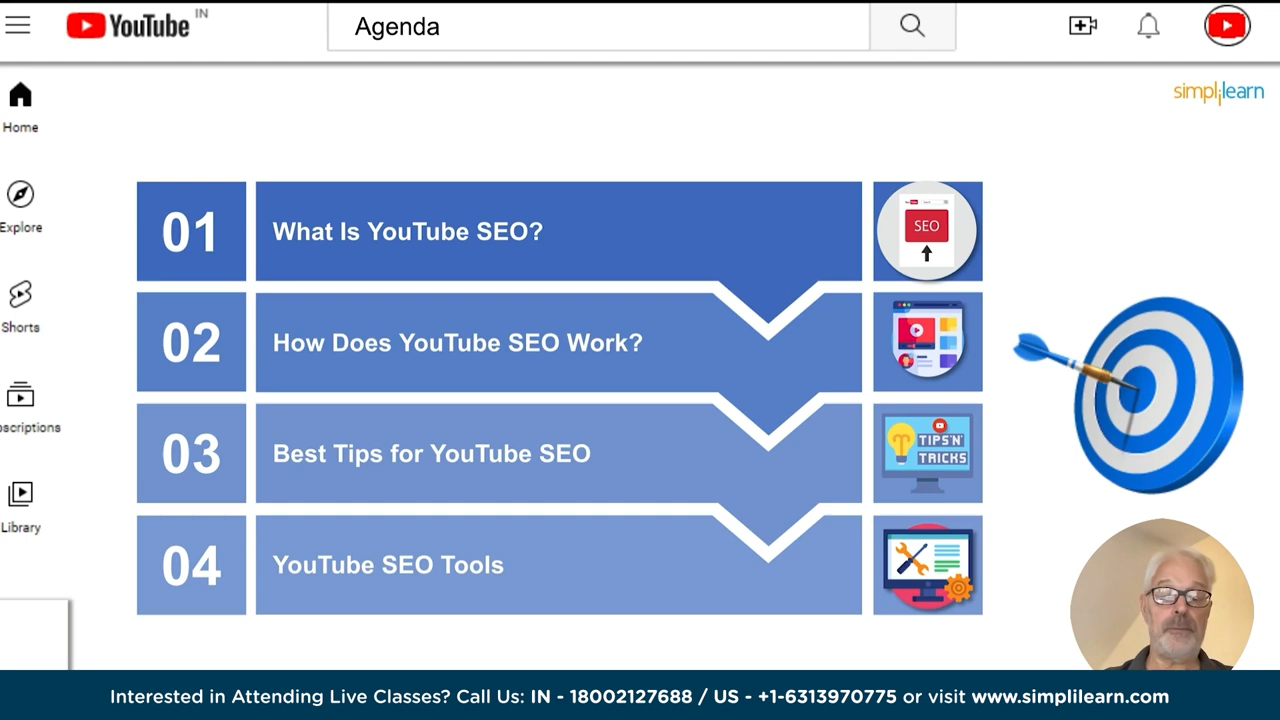 YouTube IN
Agenda
simplilearn
Home
Explore
Shorts
bscriptions
Library
01 What Is YouTube SEO?
SEO
02 How Does YouTube SEO Work?
03 Best Tips for YouTube SEO
TIPS'N'
TRICKS
04 YouTube SEO Tools
Interested in Attending Live Classes? Call Us: IN - 18002127688 / US - +1-6313970775 or visit www.simplilearn.com